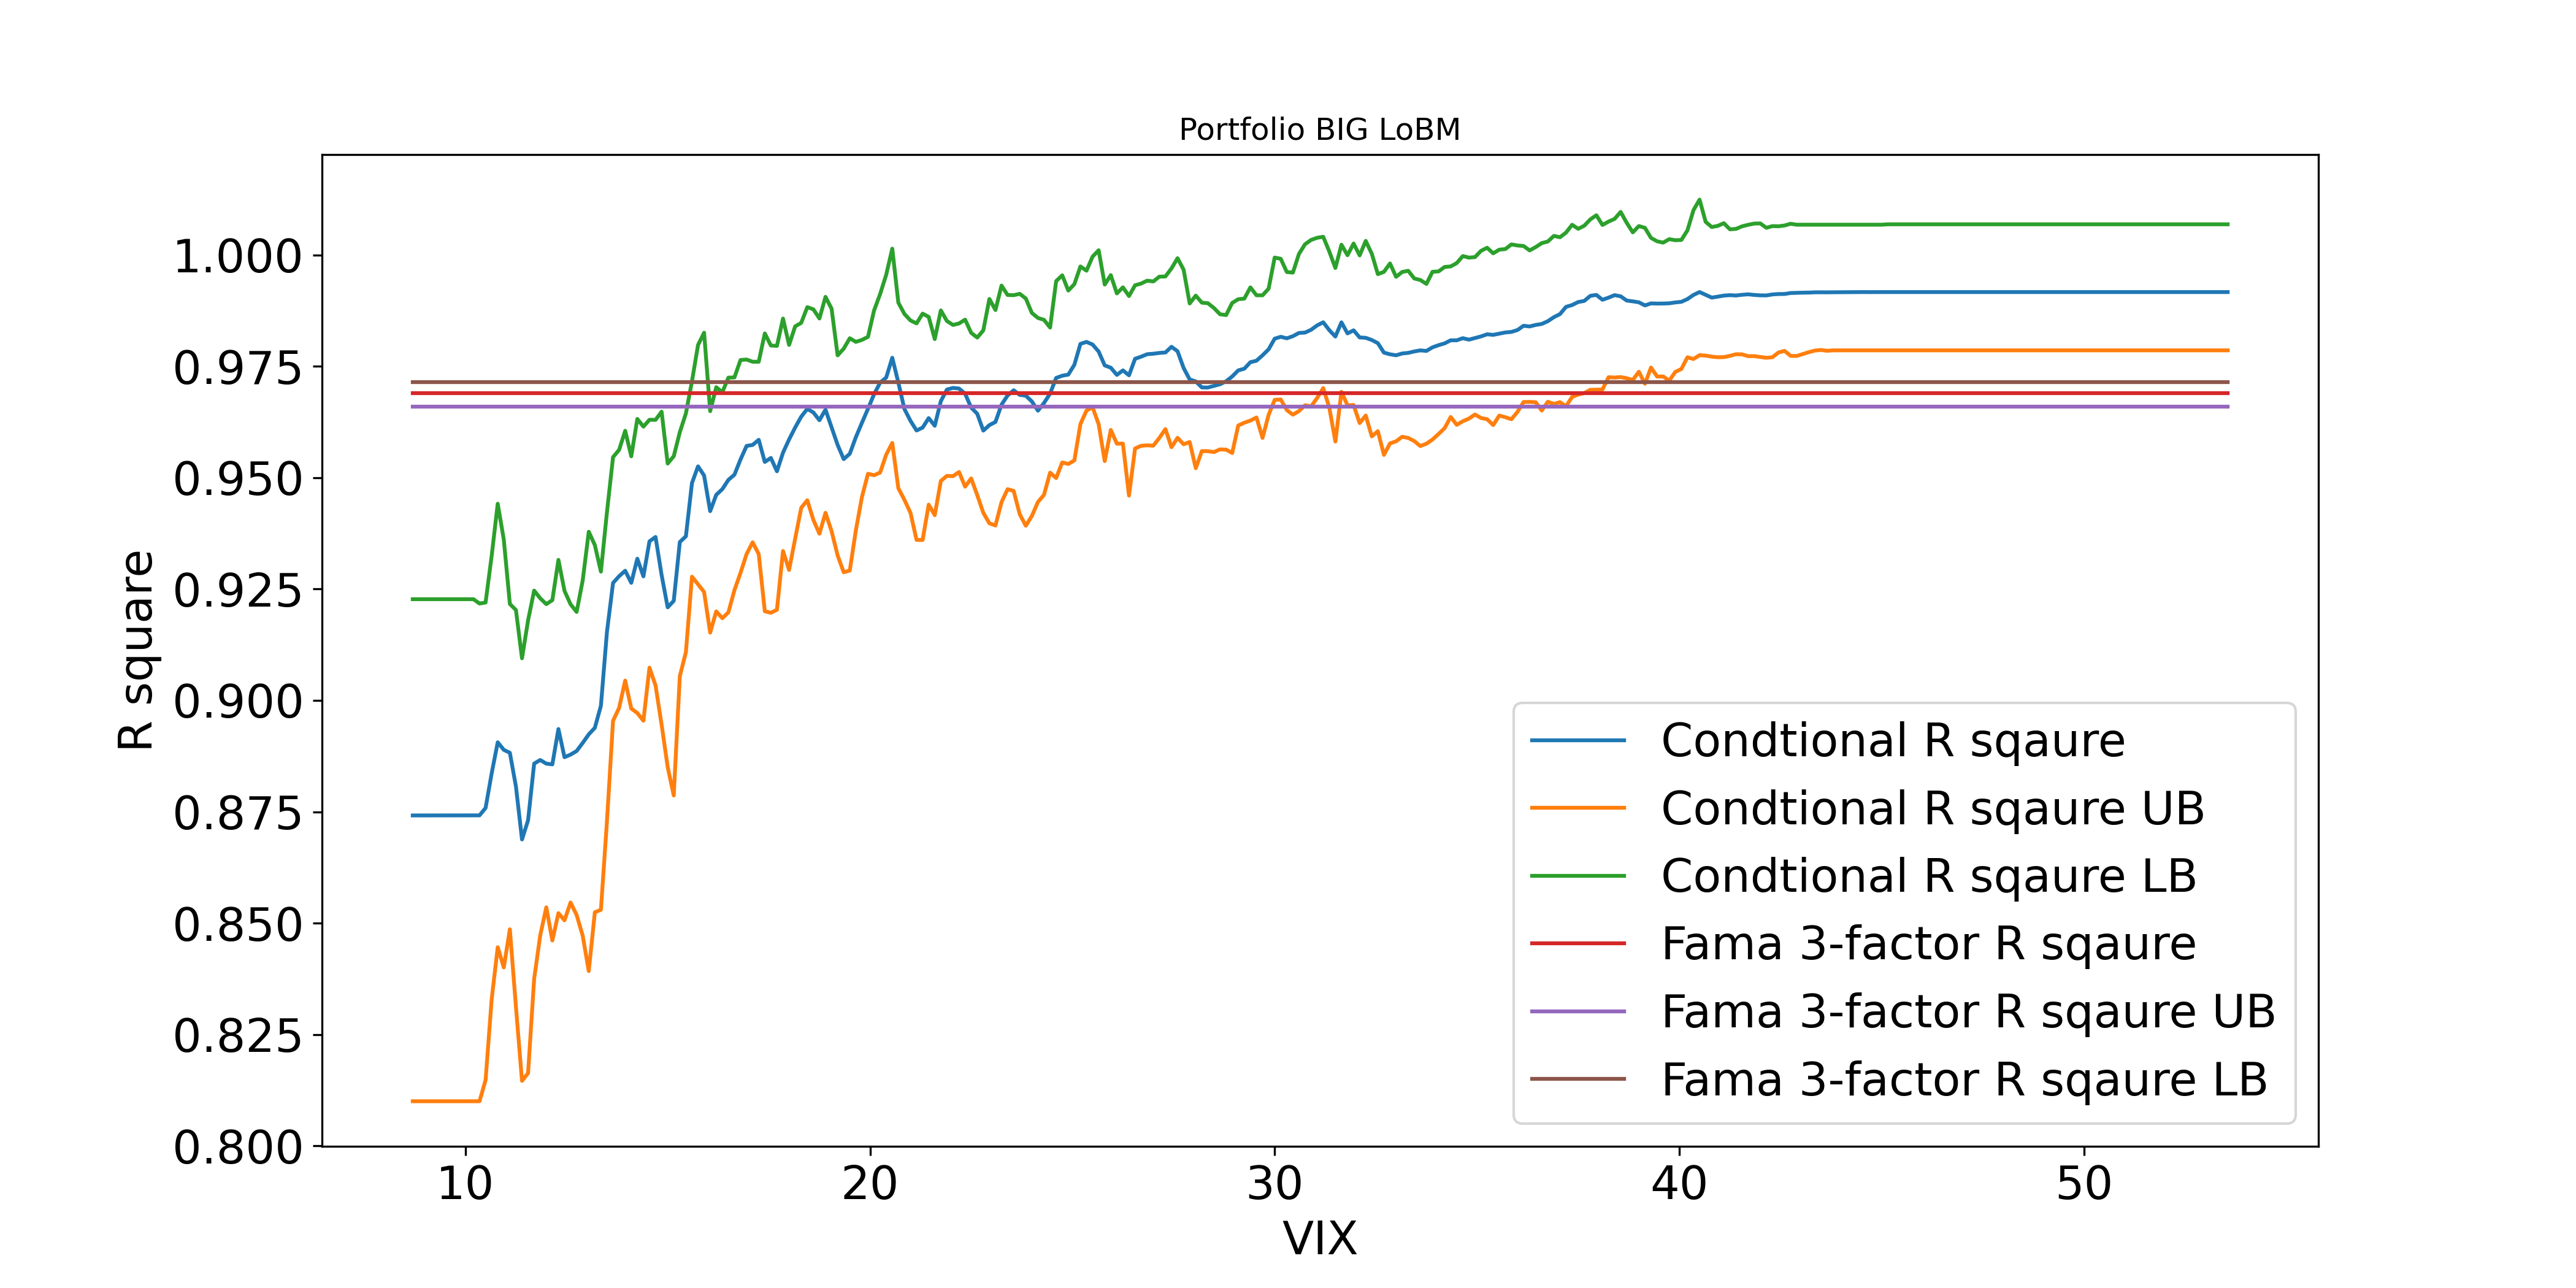 Portfolio BIG LoBM
R square
1.000
0.975
0.950
0.925
0.900
0.875
0.850
0.825
0.800
10 20 30 40 50
VIX
Condtional R sqaure
Condtional R sqaure UB
Condtional R sqaure LB
Fama 3-factor R sqaure
Fama 3-factor R sqaure UB
Fama 3-factor R sqaure LB